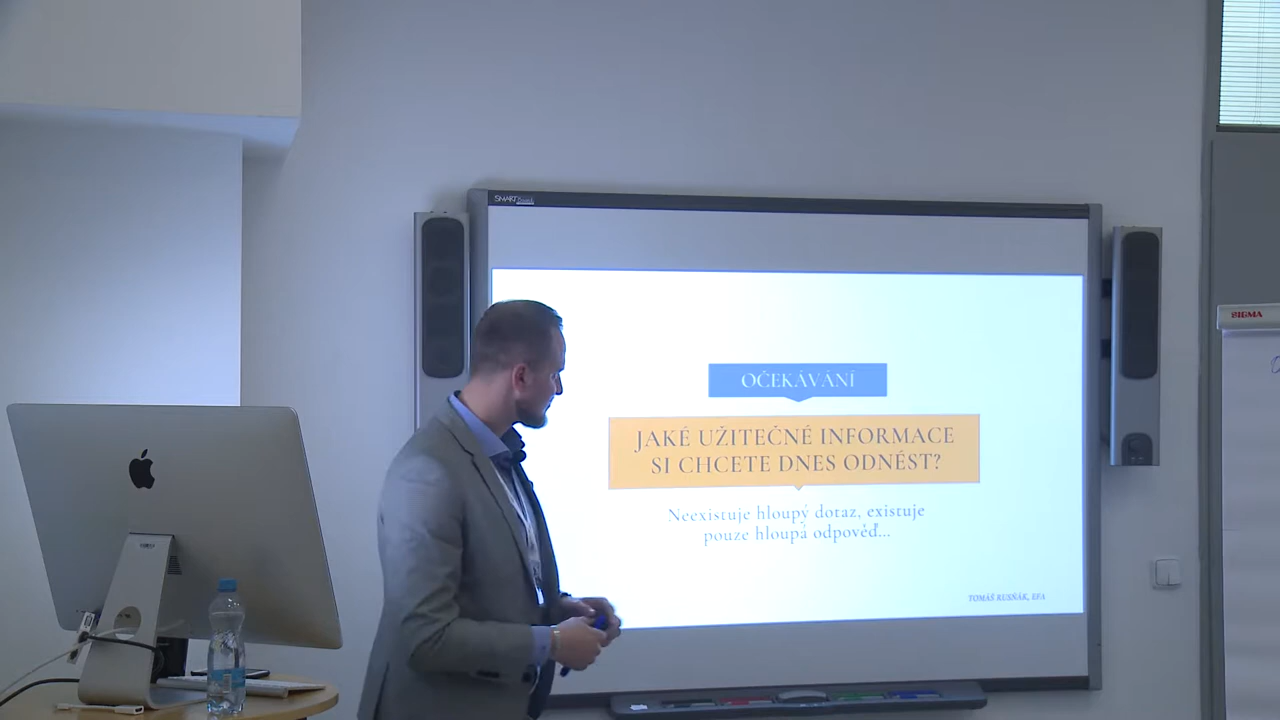 SMART
SIGMA
OČEKÁVÁNÍ
JAKÉ UŽITEČNÉ INFORMACE
SI CHCETE DNES ODNÉST?
Neexistuje hloupý dotaz, existuje
pouze hloupá odpověď...
TOMÁŠ RUSŇÁK, EFA